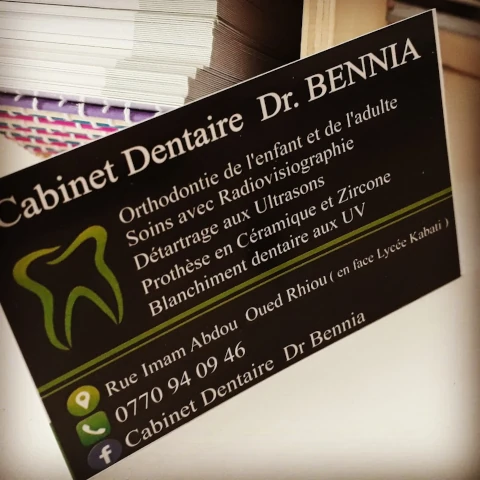 Cabinet Dentaire Dr. BENNIA
Orthodontie de l'enfant et de l'adulte
Soins avec Radiovisiographie
Détartrage aux Ultrasons
Prothèse en Céramique et Zircone
Blanchiment dentaire aux UV
Rue Imam Abdou Oued Rhiou ( en face Lycée Kabati )
0770 94 09 46
Cabinet Dentaire Dr Bennia